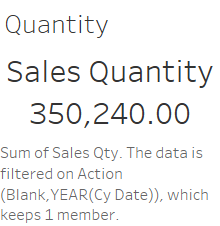 Quantity
Sales Quantity
350,240.00
Sum of Sales Qty. The data is
filtered on Action
(Blank,YEAR(Cy Date)), which
keeps 1 member.